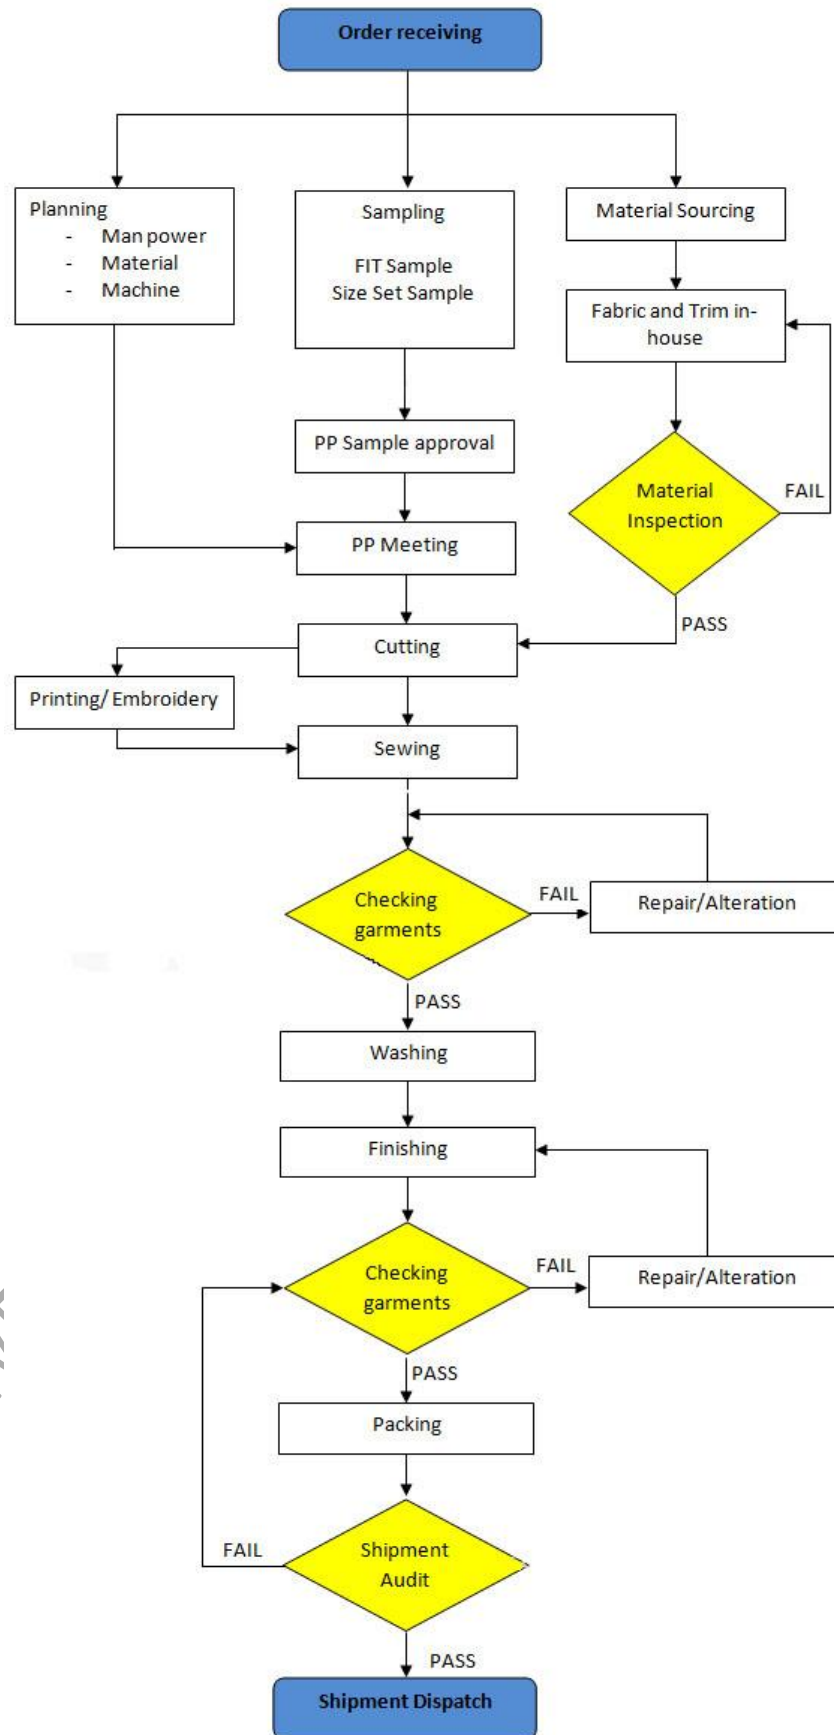 Order receiving
Planning
- Man power
- Material
- Machine
Sampling
FIT Sample
Size Set Sample
Material Sourcing
Fabric and Trim in-
house
PP Sample approval
Material
Inspection
FAIL
PP Meeting
PASS
Cutting
Printing/ Embroidery
Sewing
Checking
garments
FAIL
Repair/Alteration
PASS
Washing
Finishing
Checking
garments
FAIL
Repair/Alteration
PASS
Packing
FAIL
Shipment
Audit
PASS
Shipment Dispatch